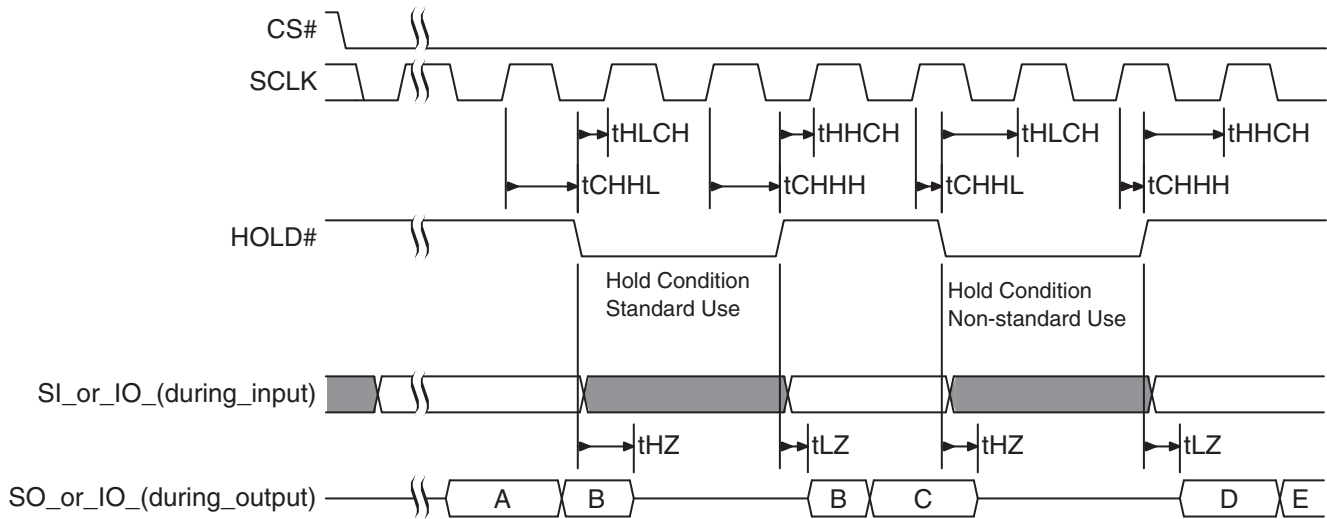 CS#
SCLK
tHLCH tHHCH tHLCH tHHCH
tCHHL tCHHH tCHHL tCHHH
HOLD#
Hold Condition
Standard Use
Hold Condition
Non-standard Use
SI_or_IO_(during_input)
tHZ tLZ tHZ tLZ
SO_or_IO_(during_output) A B B C D E